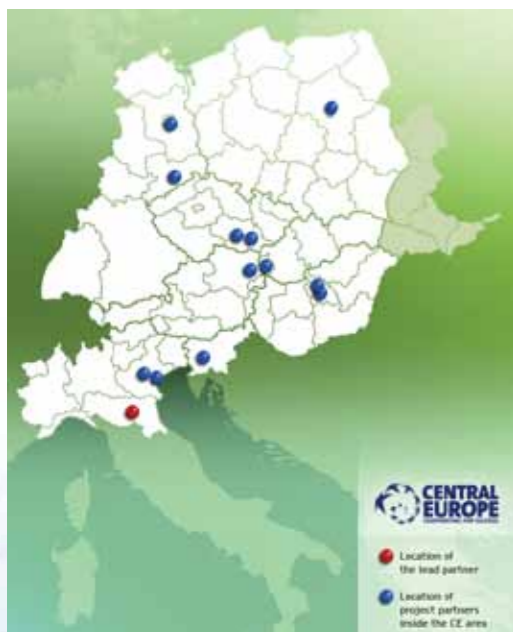 CENTRAL
EUROPE
COOPERATING FOR SUCCESS
Location of
the lead partner
Location of
project partners
inside the CE area